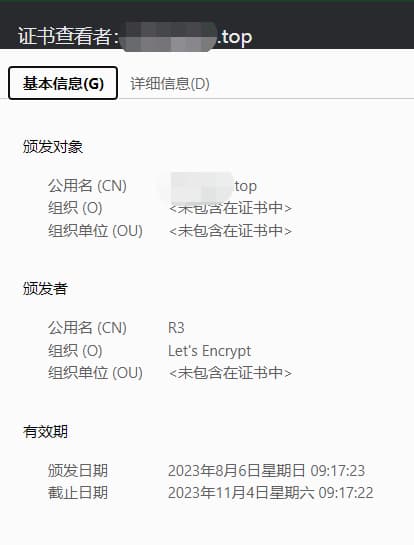 证书查看者：.top
基本信息(G) 详细信息(D)
颁发对象
公用名 (CN) .top
组织 (O) <未包含在证书中>
组织单位 (OU) <未包含在证书中>
颁发者
公用名 (CN) R3
组织 (O) Let's Encrypt
组织单位 (OU) <未包含在证书中>
有效期
颁发日期 2023年8月6日星期日 09:17:23
截止日期 2023年11月4日星期六 09:17:22